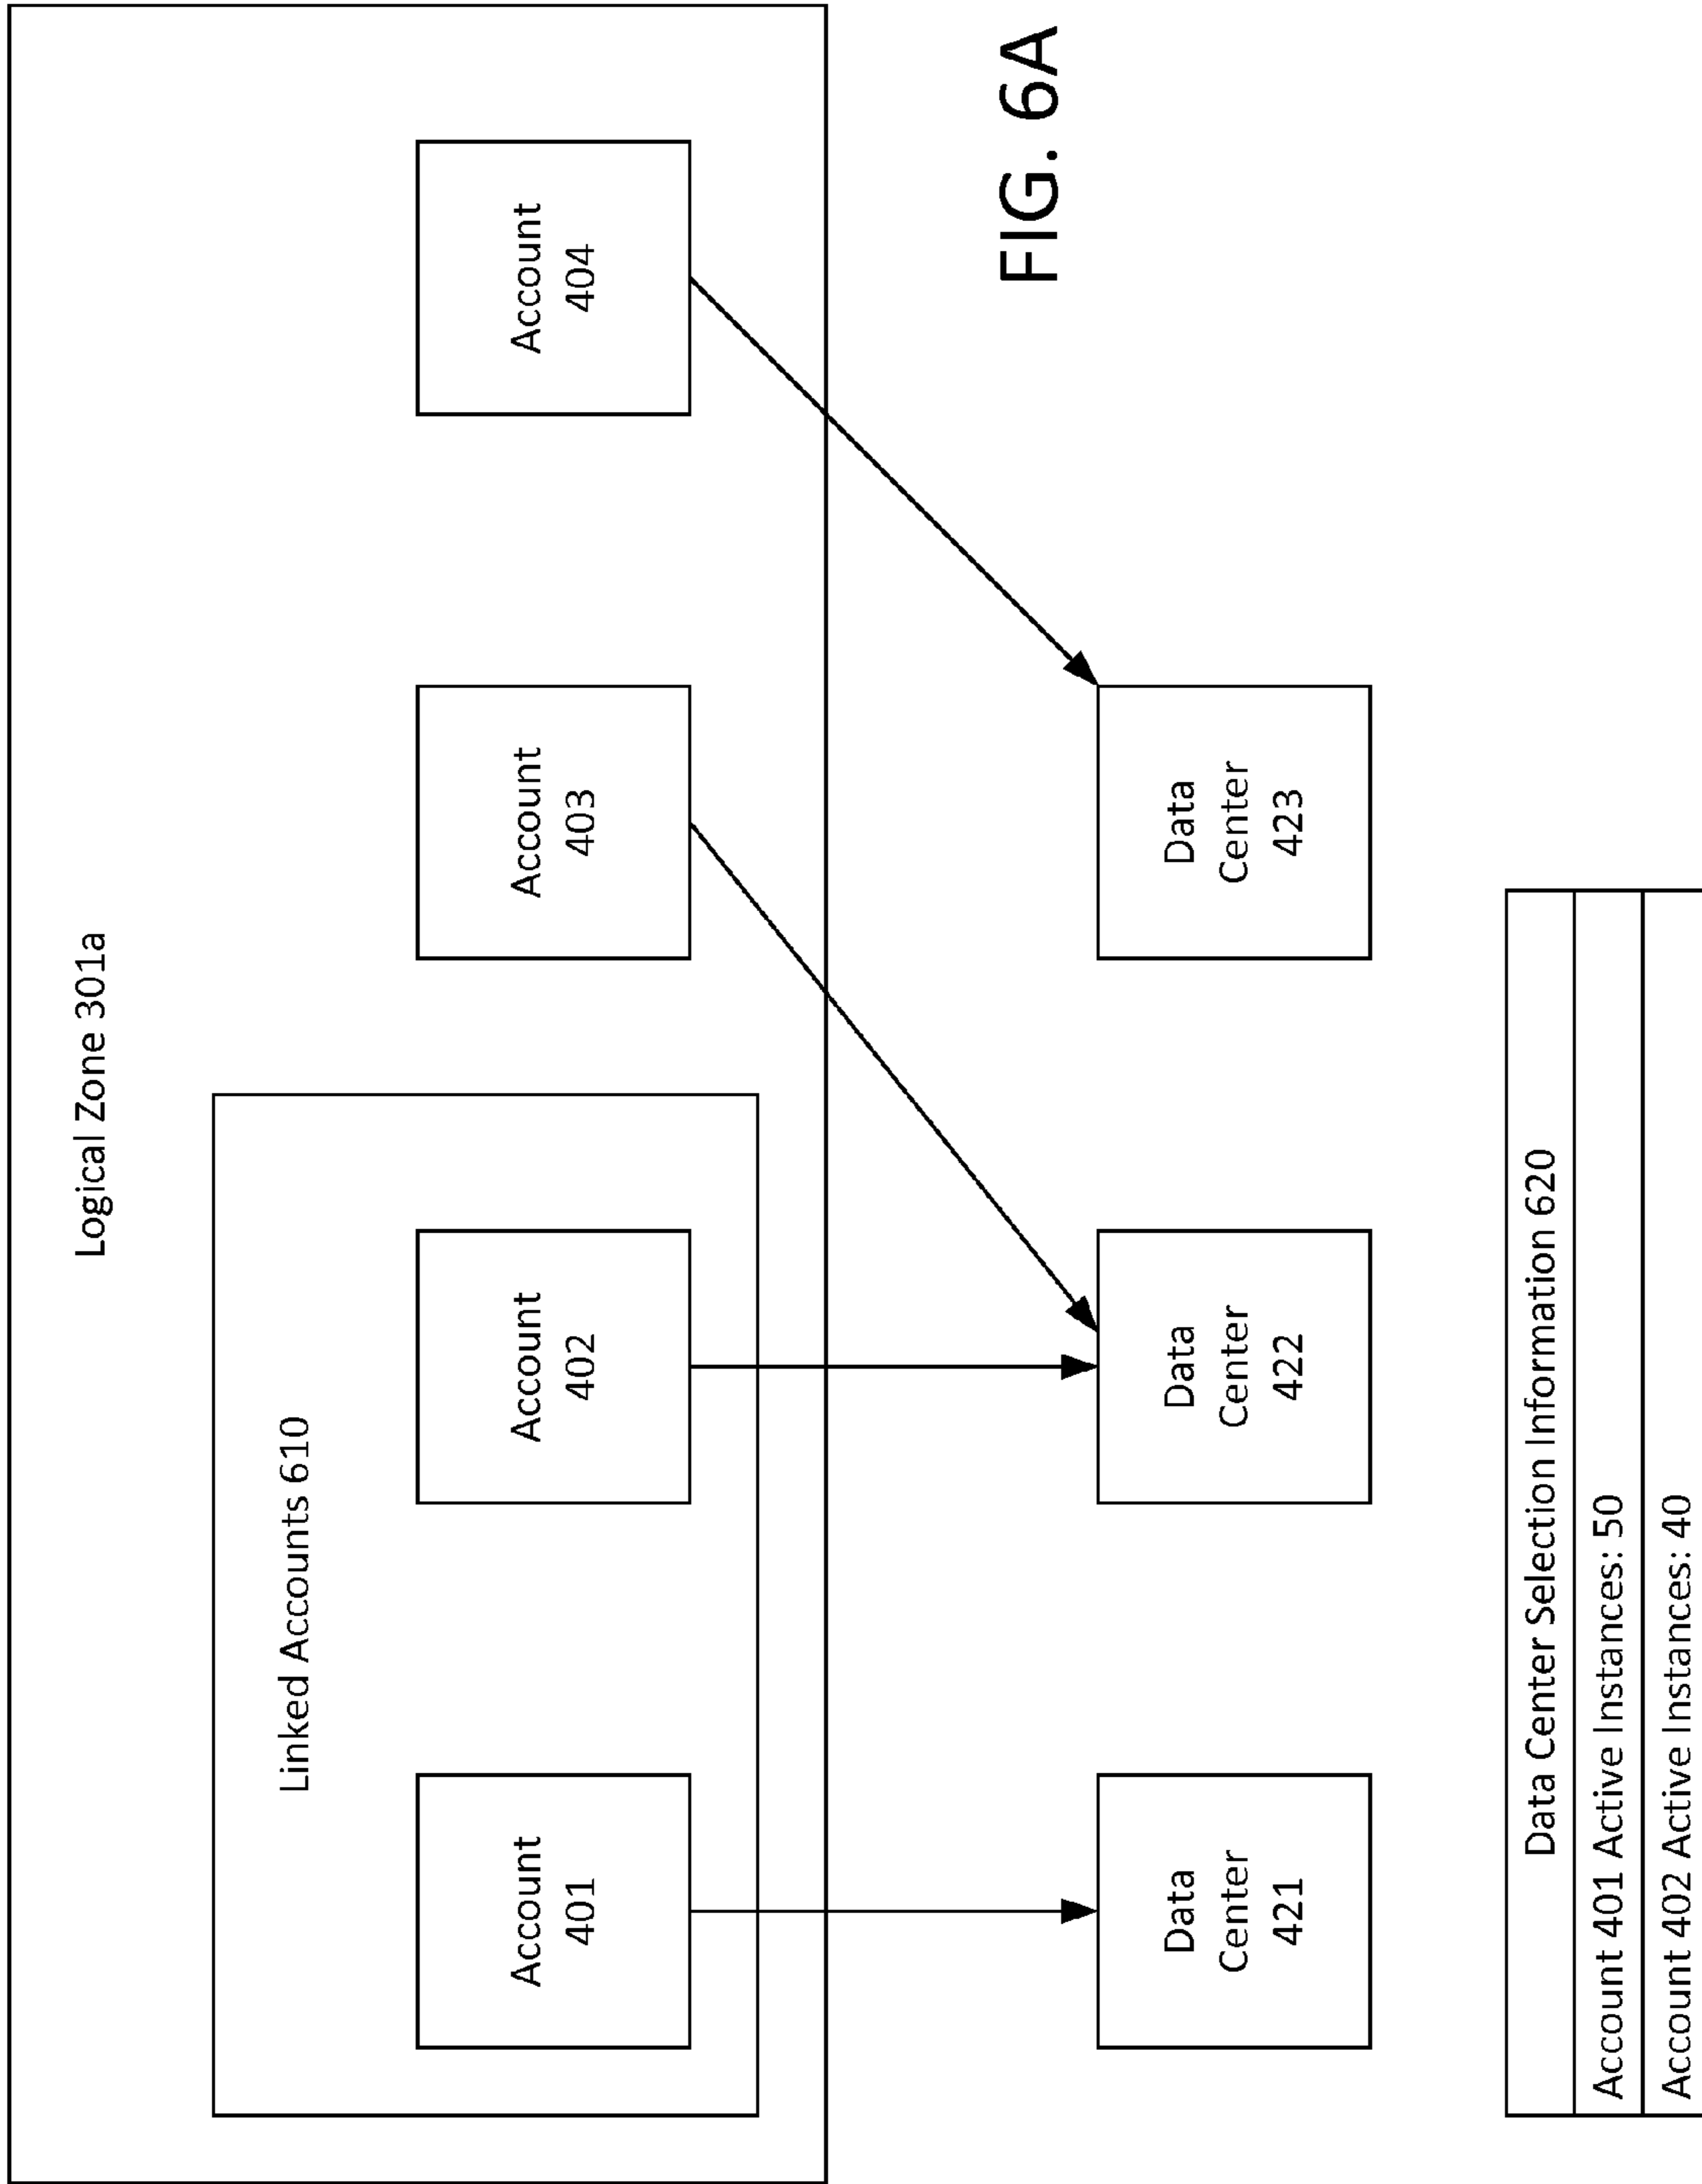 Logical Zone 301a
Linked Accounts 610
Account
401
Account
402
Account
403
Account
404
Data
Center
421
Data
Center
422
Data
Center
423
FIG. 6A
Data Center Selection Information 620
Account 401 Active Instances: 50
Account 402 Active Instances: 40